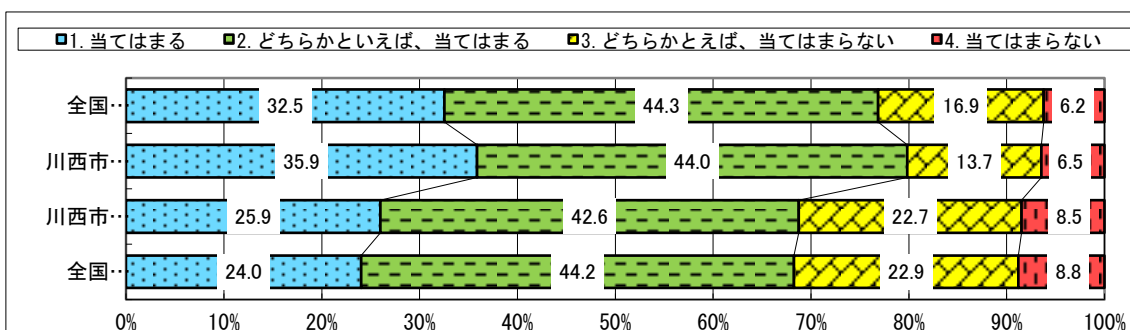 1. 当てはまる 2. どちらかといえば、当てはまる 3. どちらかとえば、当てはまらない 4. 当てはまらない
全国… 32.5 44.3 16.9 6.2
川西市… 35.9 44.0 13.7 6.5
川西市… 25.9 42.6 22.7 8.5
全国… 24.0 44.2 22.9 8.8
0% 10% 20% 30% 40% 50% 60% 70% 80% 90% 100%